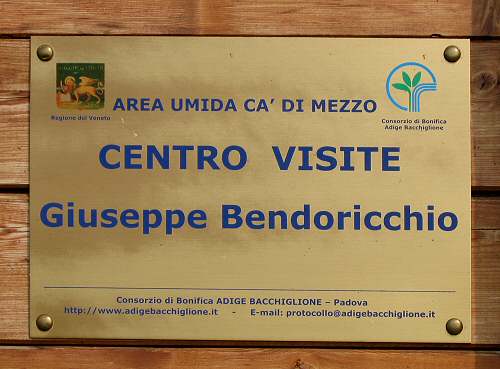 Regione del Veneto
AREA UMIDA CA' DI MEZZO
Consorzio di Bonifica
Adige Bacchiglione
CENTRO VISITE
Giuseppe Bendoricchio
Consorzio di Bonifica ADIGE BACCHIGLIONE – Padova
http://www.adigebacchiglione.it - E-mail: protocollo@adigebacchiglione.it